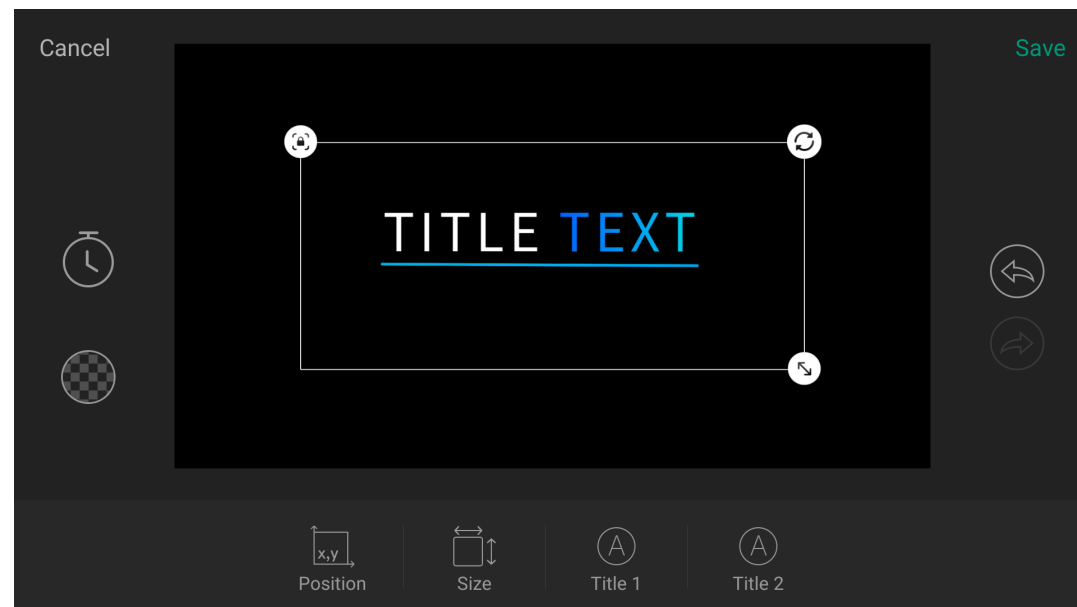 Cancel
Save
TITLE TEXT
x,y
Position
Size
A
Title 1
A
Title 2